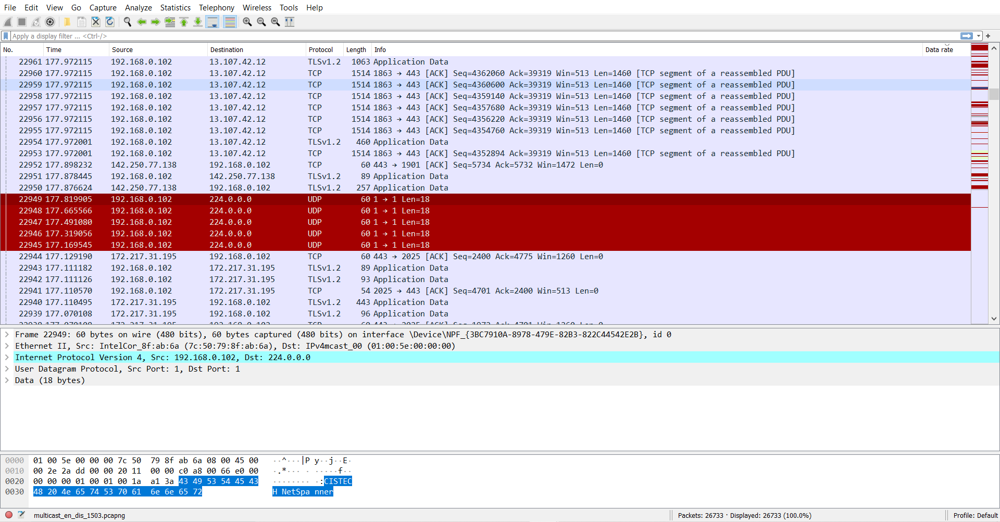 File Edit View Go Capture Analyze Statistics Telephony Wireless Tools Help
Apply a display filter ... <Ctrl-/>
No. Time Source Destination Protocol Length Info Data rate
22961 177.972115 192.168.0.102 13.107.42.12 TLSv1.2 1063 Application Data
22960 177.972115 192.168.0.102 13.107.42.12 TCP 1514 1863 → 443 [ACK] Seq=4362060 Ack=39319 Win=513 Len=1460 [TCP segment of a reassembled PDU]
22959 177.972115 192.168.0.102 13.107.42.12 TCP 1514 1863 → 443 [ACK] Seq=4360600 Ack=39319 Win=513 Len=1460 [TCP segment of a reassembled PDU]
22958 177.972115 192.168.0.102 13.107.42.12 TCP 1514 1863 → 443 [ACK] Seq=4359140 Ack=39319 Win=513 Len=1460 [TCP segment of a reassembled PDU]
22957 177.972115 192.168.0.102 13.107.42.12 TCP 1514 1863 → 443 [ACK] Seq=4357680 Ack=39319 Win=513 Len=1460 [TCP segment of a reassembled PDU]
22956 177.972115 192.168.0.102 13.107.42.12 TCP 1514 1863 → 443 [ACK] Seq=4356220 Ack=39319 Win=513 Len=1460 [TCP segment of a reassembled PDU]
22955 177.972115 192.168.0.102 13.107.42.12 TCP 1514 1863 → 443 [ACK] Seq=4354760 Ack=39319 Win=513 Len=1460 [TCP segment of a reassembled PDU]
22954 177.972001 192.168.0.102 13.107.42.12 TLSv1.2 460 Application Data
22953 177.972001 192.168.0.102 13.107.42.12 TCP 1514 1863 → 443 [ACK] Seq=4352894 Ack=39319 Win=513 Len=1460 [TCP segment of a reassembled PDU]
22952 177.898232 142.250.77.138 192.168.0.102 TCP 60 443 → 1901 [ACK] Seq=5734 Ack=5732 Win=1472 Len=0
22951 177.878445 192.168.0.102 142.250.77.138 TLSv1.2 89 Application Data
22950 177.876624 142.250.77.138 192.168.0.102 TLSv1.2 257 Application Data
22949 177.819905 192.168.0.102 224.0.0.0 UDP 60 1 → 1 Len=18
22948 177.665566 192.168.0.102 224.0.0.0 UDP 60 1 → 1 Len=18
22947 177.491080 192.168.0.102 224.0.0.0 UDP 60 1 → 1 Len=18
22946 177.319056 192.168.0.102 224.0.0.0 UDP 60 1 → 1 Len=18
22945 177.169545 192.168.0.102 224.0.0.0 UDP 60 1 → 1 Len=18
22944 177.129190 172.217.31.195 192.168.0.102 TCP 60 443 → 2025 [ACK] Seq=2400 Ack=4775 Win=1260 Len=0
22943 177.111182 192.168.0.102 172.217.31.195 TLSv1.2 89 Application Data
22942 177.111126 192.168.0.102 172.217.31.195 TLSv1.2 93 Application Data
22941 177.110570 192.168.0.102 172.217.31.195 TCP 54 2025 → 443 [ACK] Seq=4701 Ack=2400 Win=513 Len=0
22940 177.110495 172.217.31.195 192.168.0.102 TLSv1.2 443 Application Data
22939 177.070108 172.217.31.195 192.168.0.102 TLSv1.2 96 Application Data
Frame 22949: 60 bytes on wire (480 bits), 60 bytes captured (480 bits) on interface \Device\NPF_{3BC7910A-8978-479E-82B3-822C44542E2B}, id 0
Ethernet II, Src: IntelCor_8f:ab:6a (7c:50:79:8f:ab:6a), Dst: IPv4mcast_00 (01:00:5e:00:00:00)
Internet Protocol Version 4, Src: 192.168.0.102, Dst: 224.0.0.0
User Datagram Protocol, Src Port: 1, Dst Port: 1
Data (18 bytes)
0000 01 00 5e 00 00 00 7c 50 79 8f ab 6a 08 00 45 00 ··^···|P y··j··E·
0010 00 2e 2a dd 00 00 20 11 00 00 c0 a8 00 66 e0 00 ·.*··· · ·····f··
0020 00 00 00 01 00 01 00 1a a1 3a 43 49 53 54 45 43 ········ ·:CISTEC
0030 48 20 4e 65 74 53 70 61 6e 6e 65 72 H NetSpa nner
multicast_en_dis_1503.pcapng Packets: 26733 · Displayed: 26733 (100.0%) Profile: Default